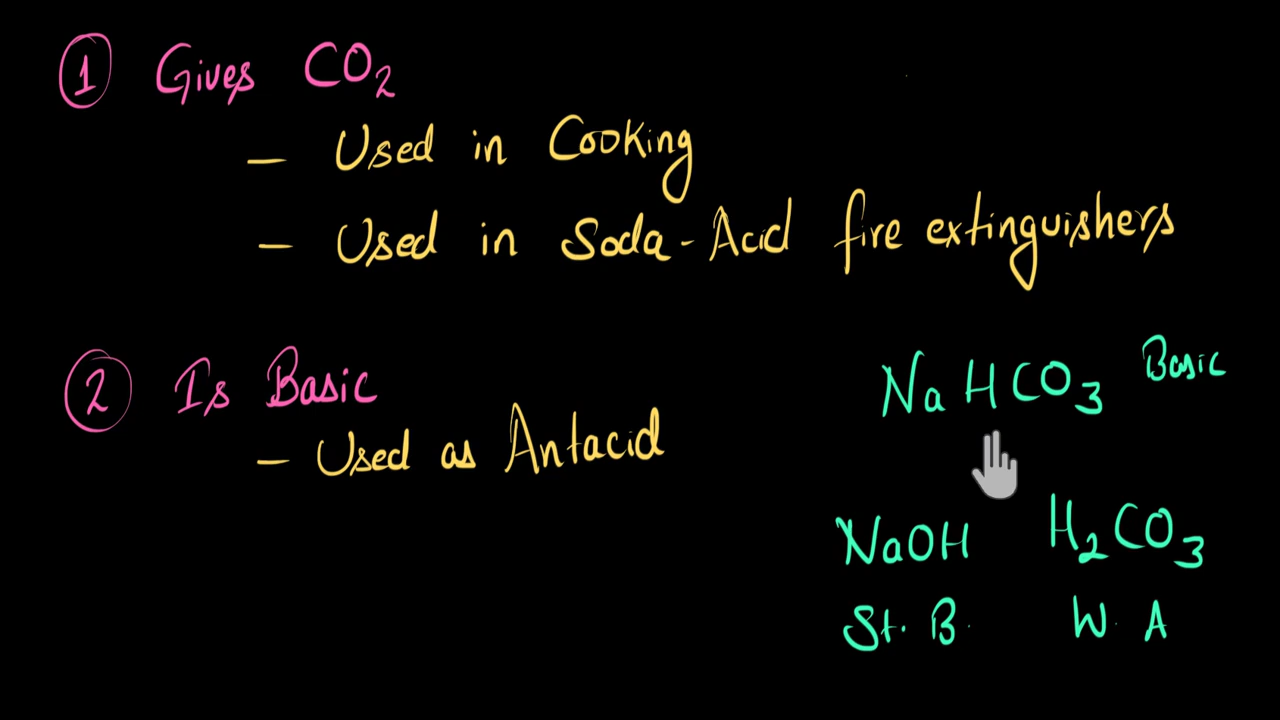 ① Gives CO₂
– Used in Cooking
– Used in Soda-Acid fire extinguishers
② Is Basic
– Used as Antacid
NaHCO₃ Basic
NaOH H₂CO₃
St. B. W. A